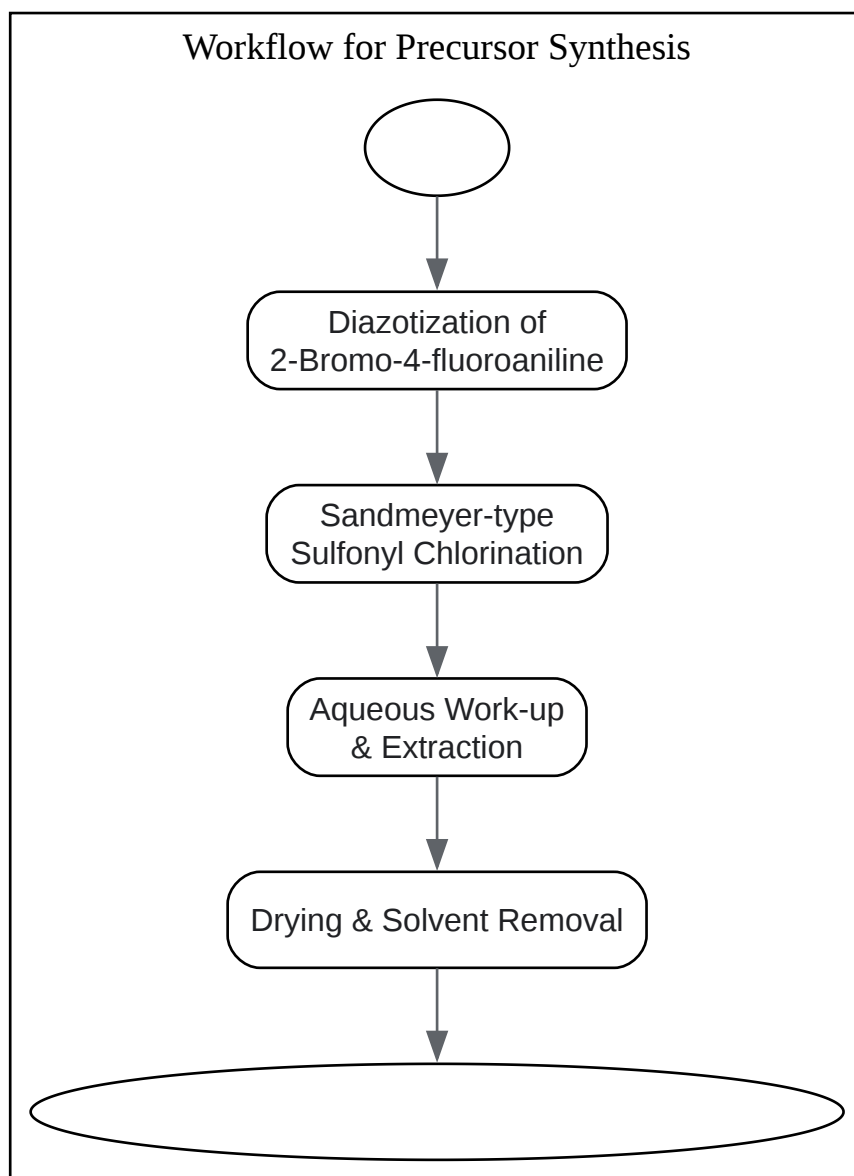 Workflow for Precursor Synthesis
Diazotization of
2-Bromo-4-fluoroaniline
Sandmeyer-type
Sulfonyl Chlorination
Aqueous Work-up
& Extraction
Drying & Solvent Removal